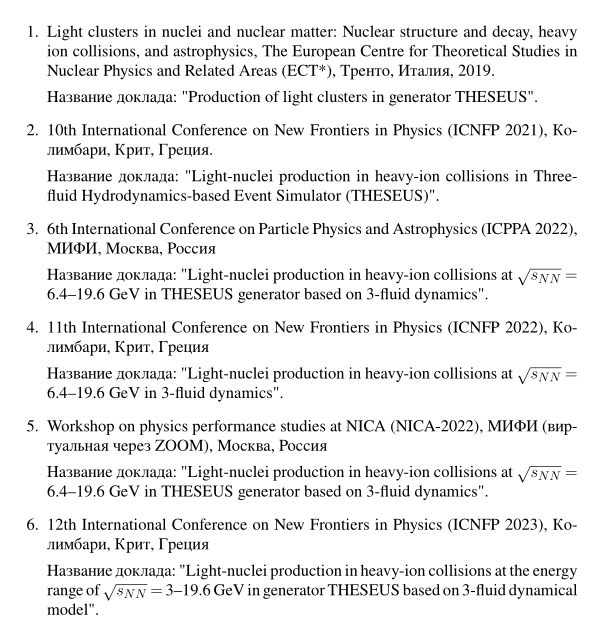 1. Light clusters in nuclei and nuclear matter: Nuclear structure and decay, heavy
ion collisions, and astrophysics, The European Centre for Theoretical Studies in
Nuclear Physics and Related Areas (ECT*), Тренто, Италия, 2019.
Название доклада: "Production of light clusters in generator THESEUS".
2. 10th International Conference on New Frontiers in Physics (ICNFP 2021), Ко-
лимбари, Крит, Греция.
Название доклада: "Light-nuclei production in heavy-ion collisions in Three-
fluid Hydrodynamics-based Event Simulator (THESEUS)".
3. 6th International Conference on Particle Physics and Astrophysics (ICPPA 2022),
МИФИ, Москва, Россия
Название доклада: "Light-nuclei production in heavy-ion collisions at √sNN =
6.4–19.6 GeV in THESEUS generator based on 3-fluid dynamics".
4. 11th International Conference on New Frontiers in Physics (ICNFP 2022), Ко-
лимбари, Крит, Греция
Название доклада: "Light-nuclei production in heavy-ion collisions at √sNN =
6.4–19.6 GeV in 3-fluid dynamics".
5. Workshop on physics performance studies at NICA (NICA-2022), МИФИ (вир-
туальная через ZOOM), Москва, Россия
Название доклада: "Light-nuclei production in heavy-ion collisions at √sNN =
6.4–19.6 GeV in THESEUS generator based on 3-fluid dynamics".
6. 12th International Conference on New Frontiers in Physics (ICNFP 2023), Ко-
лимбари, Крит, Греция
Название доклада: "Light-nuclei production in heavy-ion collisions at the energy
range of √sNN = 3–19.6 GeV in generator THESEUS based on 3-fluid dynamical
model".